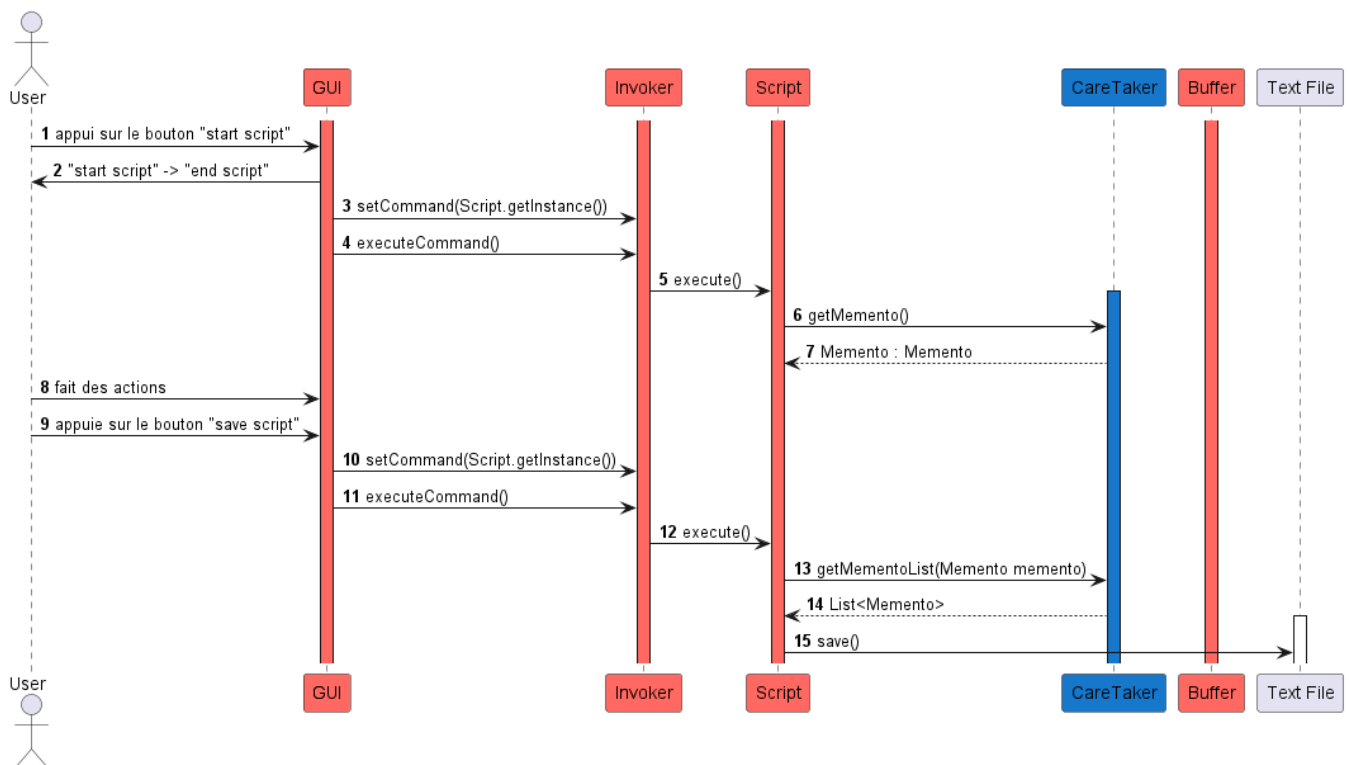 User
GUI
Invoker
Script
CareTaker
Buffer
Text File
1 appui sur le bouton "start script"
2 "start script" -> "end script"
3 setCommand(Script.getInstance())
4 executeCommand()
5 execute()
6 getMemento()
7 Memento : Memento
8 fait des actions
9 appuie sur le bouton "save script"
10 setCommand(Script.getInstance())
11 executeCommand()
12 execute()
13 getMementoList(Memento memento)
14 List<Memento>
15 save()
User
GUI
Invoker
Script
CareTaker
Buffer
Text File